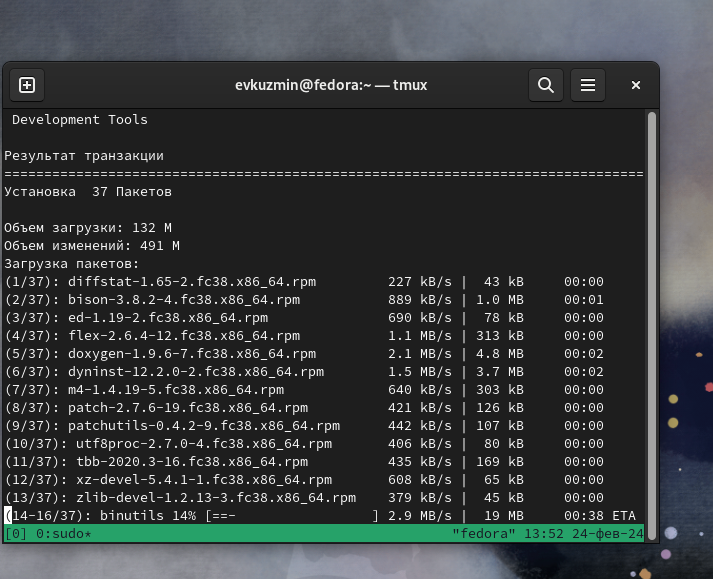 evkuzmin@fedora:~ — tmux
Development Tools
Результат транзакции
================================================================================
Установка  37 Пакетов
Объем загрузки: 132 M
Объем изменений: 491 M
Загрузка пакетов:
(1/37): diffstat-1.65-2.fc38.x86_64.rpm         227 kB/s |  43 kB     00:00
(2/37): bison-3.8.2-4.fc38.x86_64.rpm           889 kB/s | 1.0 MB     00:01
(3/37): ed-1.19-2.fc38.x86_64.rpm               690 kB/s |  78 kB     00:00
(4/37): flex-2.6.4-12.fc38.x86_64.rpm           1.1 MB/s | 313 kB     00:00
(5/37): doxygen-1.9.6-7.fc38.x86_64.rpm         2.1 MB/s | 4.8 MB     00:02
(6/37): dyninst-12.2.0-2.fc38.x86_64.rpm        1.5 MB/s | 3.7 MB     00:02
(7/37): m4-1.4.19-5.fc38.x86_64.rpm             640 kB/s | 303 kB     00:00
(8/37): patch-2.7.6-19.fc38.x86_64.rpm          421 kB/s | 126 kB     00:00
(9/37): patchutils-0.4.2-9.fc38.x86_64.rpm      442 kB/s | 107 kB     00:00
(10/37): utf8proc-2.7.0-4.fc38.x86_64.rpm       406 kB/s |  80 kB     00:00
(11/37): tbb-2020.3-16.fc38.x86_64.rpm          435 kB/s | 169 kB     00:00
(12/37): xz-devel-5.4.1-1.fc38.x86_64.rpm       608 kB/s |  65 kB     00:00
(13/37): zlib-devel-1.2.13-3.fc38.x86_64.rpm    379 kB/s |  45 kB     00:00
(14-16/37): binutils 14% [==-                 ] 2.9 MB/s |  19 MB     00:38 ETA
[0] 0:sudo*                                             "fedora" 13:52 24-фев-24